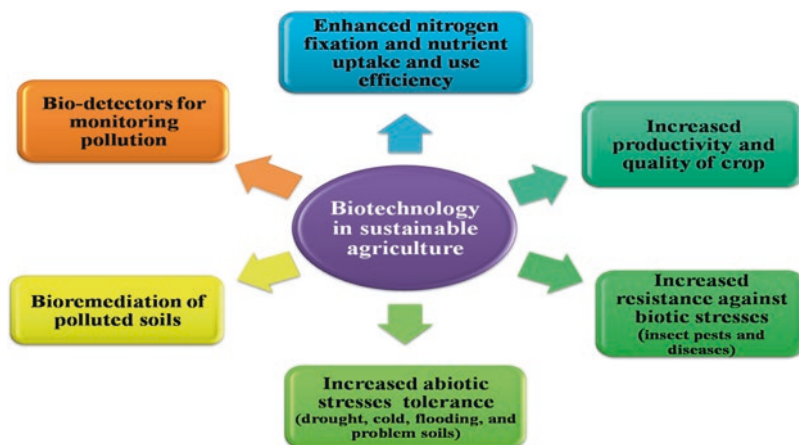 Enhanced nitrogen
fixation and nutrient
uptake and use
efficiency
Bio-detectors for
monitoring
pollution
Increased
productivity and
quality of crop
Biotechnology
in sustainable
agriculture
Bioremediation of
polluted soils
Increased
resistance against
biotic stresses
(insect pests and
diseases)
Increased abiotic
stresses tolerance
(drought, cold, flooding, and
problem soils)